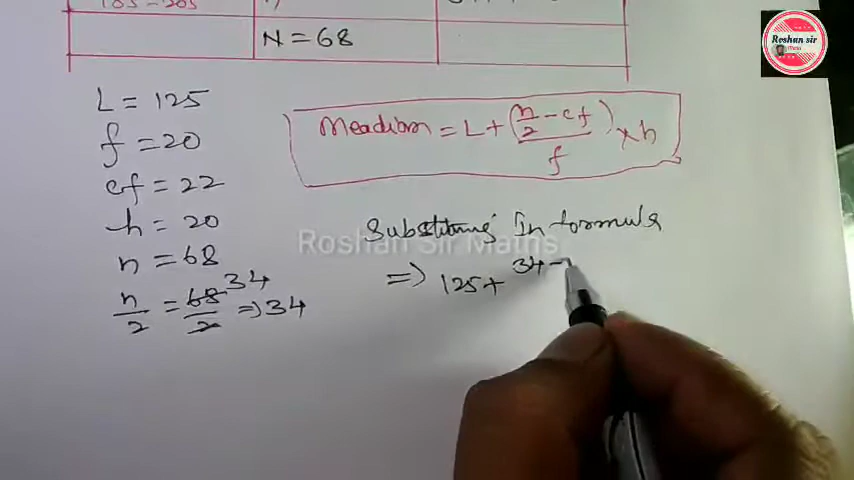 N = 68
Roshan sir
L = 125
f = 20
cf = 22
h = 20
n = 68
n/2 = 68/2 34 => 34
Meadian = L + (n/2 - cf / f) × h
In formula
=> 125 + 34 -
Roshan Sir Maths